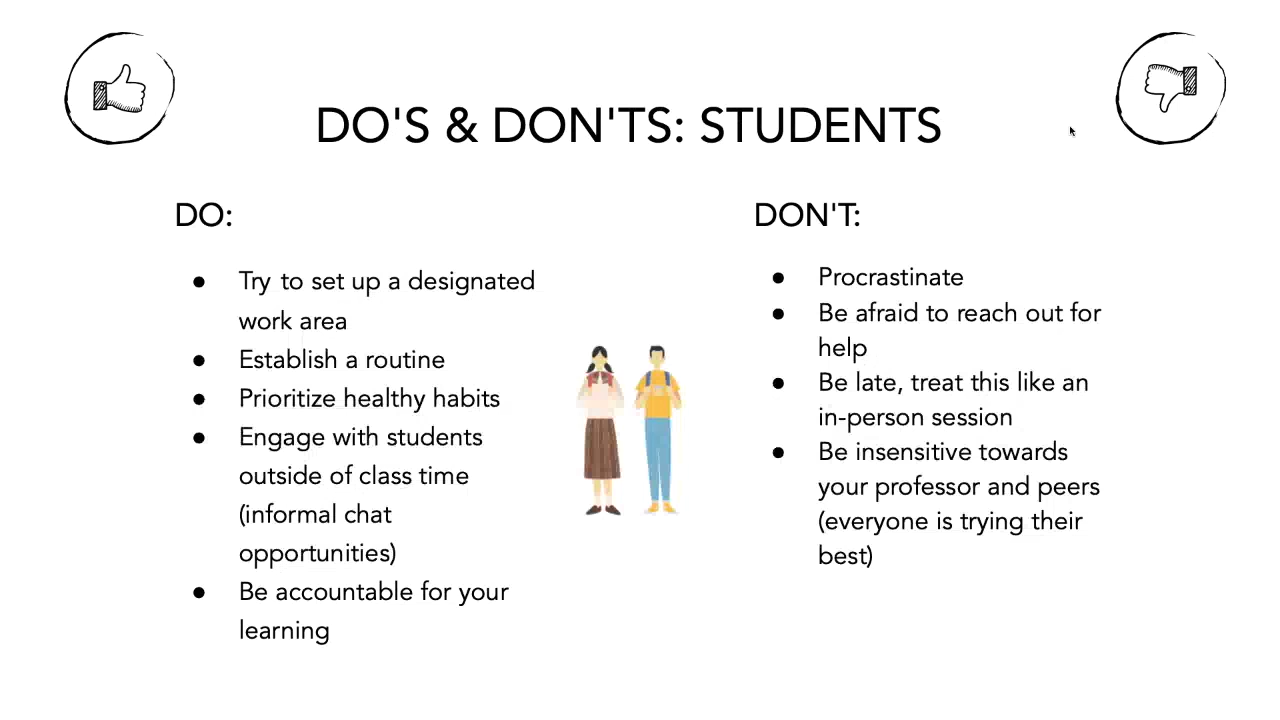 DO'S & DON'TS: STUDENTS
DO:
● Try to set up a designated
work area
● Establish a routine
● Prioritize healthy habits
● Engage with students
outside of class time
(informal chat
opportunities)
● Be accountable for your
learning
DON'T:
● Procrastinate
● Be afraid to reach out for
help
● Be late, treat this like an
in-person session
● Be insensitive towards
your professor and peers
(everyone is trying their
best)